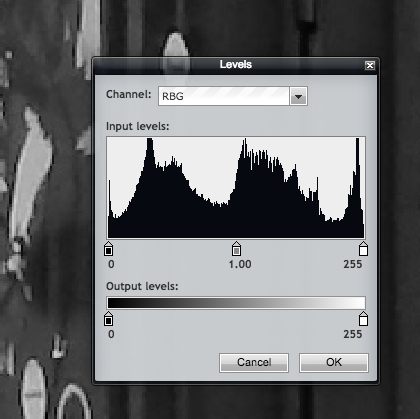 Levels
Channel: RBG
Input levels:
0 1.00 255
Output levels:
0 255
Cancel OK